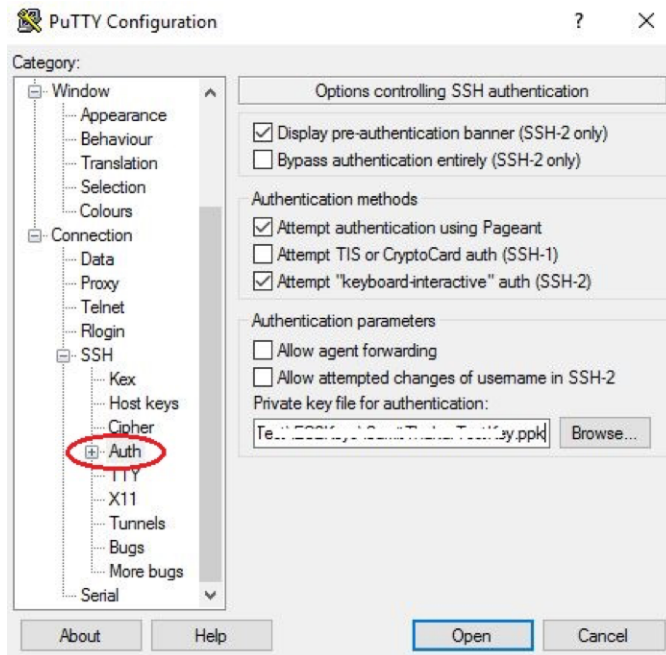 PuTTY Configuration
? X
Category:
Window
Appearance
Behaviour
Translation
Selection
Colours
Connection
Data
Proxy
Telnet
Rlogin
SSH
Kex
Host keys
Cipher
Auth
TTY
X11
Tunnels
Bugs
More bugs
Serial
Options controlling SSH authentication
Display pre-authentication banner (SSH-2 only)
Bypass authentication entirely (SSH-2 only)
Authentication methods
Attempt authentication using Pageant
Attempt TIS or CryptoCard auth (SSH-1)
Attempt "keyboard-interactive" auth (SSH-2)
Authentication parameters
Allow agent forwarding
Allow attempted changes of username in SSH-2
Private key file for authentication:
ey.ppk Browse...
About Help Open Cancel